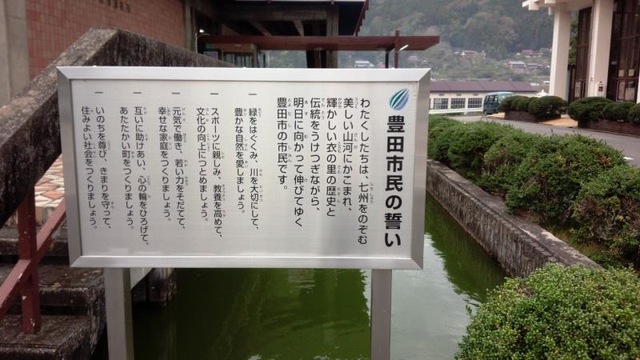 豊田市民の誓い
わたくしたちは、七州をのぞむ
美しい山河にかこまれ、
輝かしい衣の里の歴史と
伝統をうけつぎながら、
明日に向かって伸びてゆく
豊田市の市民です。
一 緑をはぐくみ、川を大切にして、
豊かな自然を愛しましょう。
一 スポーツに親しみ、教養を高めて、
文化の向上につとめましょう。
一 元気で働き、若い力をそだてて、
幸せな家庭をつくりましょう。
一 互いに助けあい、心の輪をひろげて、
あたたかい町をつくりましょう。
一 いのちを尊び、きまりを守って、
住みよい社会をつくりましょう。